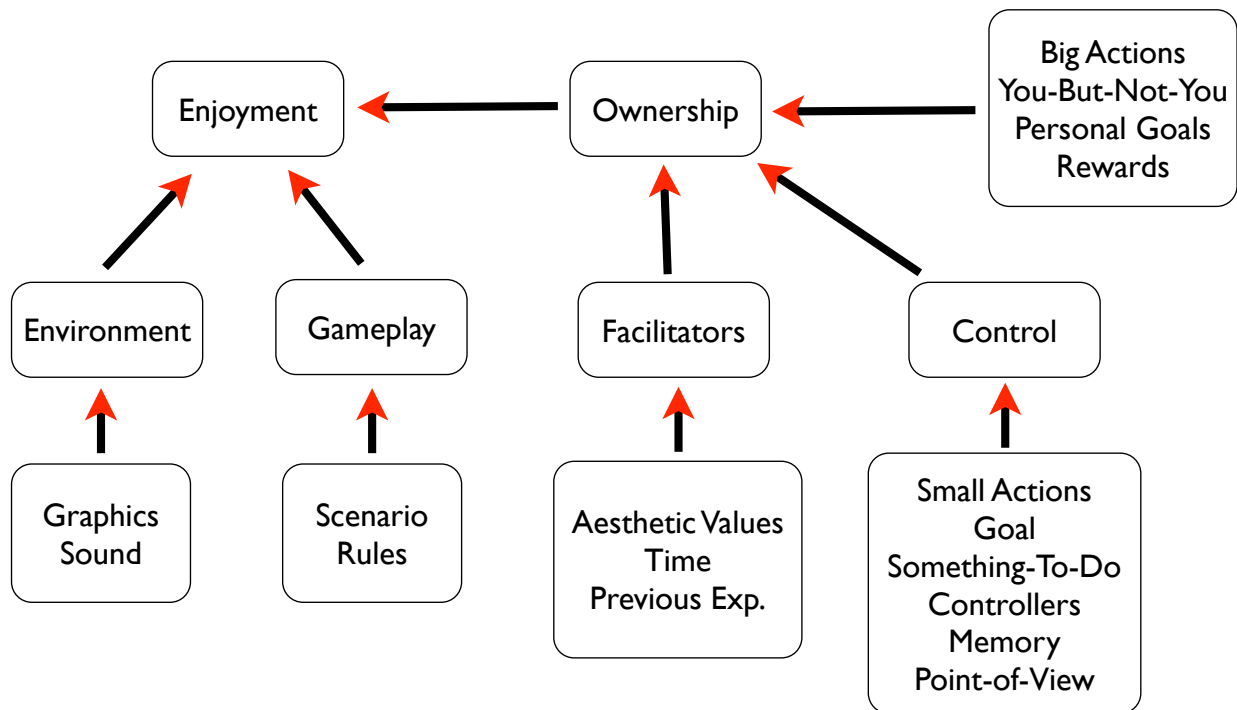 Enjoyment
Ownership
Big Actions
You-But-Not-You
Personal Goals
Rewards
Environment
Gameplay
Facilitators
Control
Graphics
Sound
Scenario
Rules
Aesthetic Values
Time
Previous Exp.
Small Actions
Goal
Something-To-Do
Controllers
Memory
Point-of-View